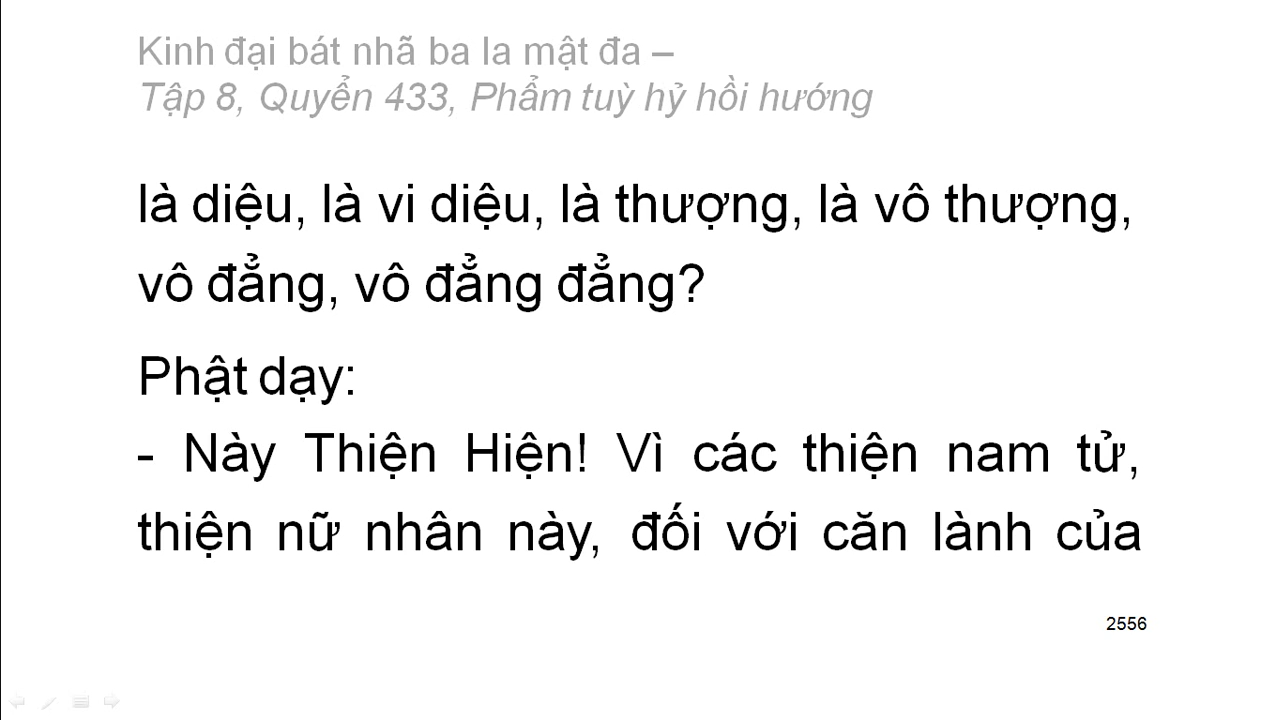 Kinh đại bát nhã ba la mật đa –
Tập 8, Quyển 433, Phẩm tuỳ hỷ hồi hướng
là diệu, là vi diệu, là thượng, là vô thượng,
vô đẳng, vô đẳng đẳng?
Phật dạy:
- Này Thiện Hiện! Vì các thiện nam tử,
thiện nữ nhân này, đối với căn lành của
2556